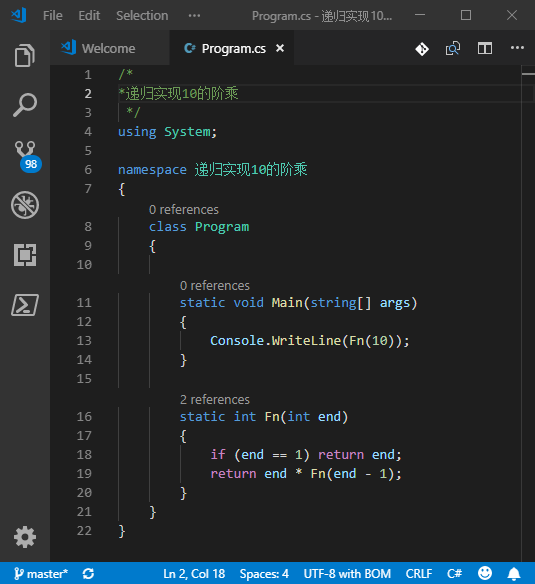 File Edit Selection ··· Program.cs - 递归实现10...
Welcome Program.cs
98
1 /*
2 *递归实现10的阶乘
3 */
4 using System;
5
6 namespace 递归实现10的阶乘
7 {
0 references
8 class Program
9 {
10
0 references
11 static void Main(string[] args)
12 {
13 Console.WriteLine(Fn(10));
14 }
15
2 references
16 static int Fn(int end)
17 {
18 if (end == 1) return end;
19 return end * Fn(end - 1);
20 }
21 }
22 }
master* Ln 2, Col 18 Spaces: 4 UTF-8 with BOM CRLF C#